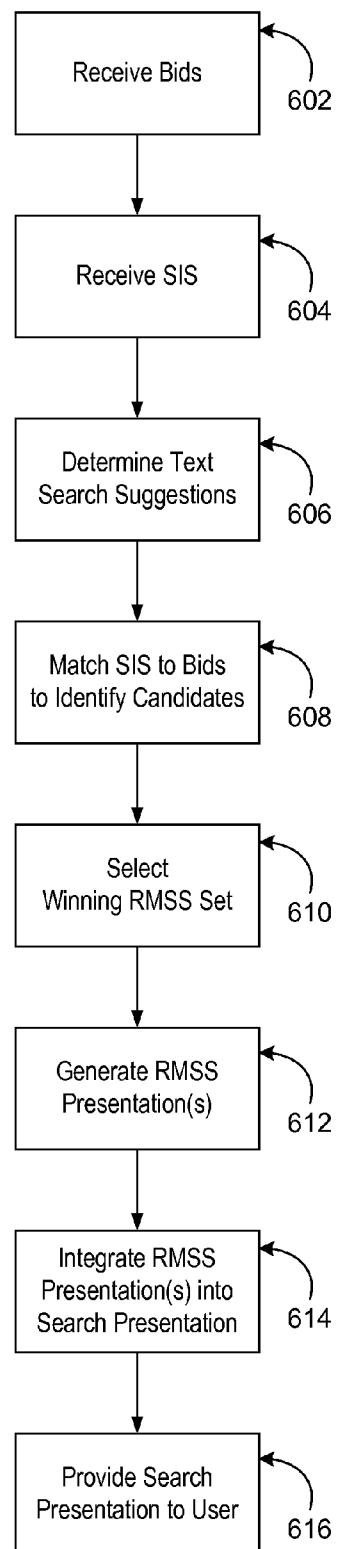 Receive Bids
602
Receive SIS
604
Determine Text
Search Suggestions
606
Match SIS to Bids
to Identify Candidates
608
Select
Winning RMSS Set
610
Generate RMSS
Presentation(s)
612
Integrate RMSS
Presentation(s) into
Search Presentation
614
Provide Search
Presentation to User
616